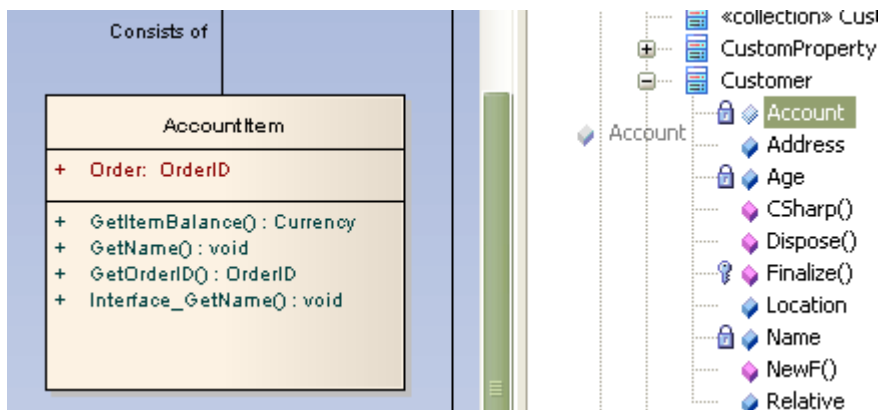 Consists of
AccountItem
+ Order: OrderID
+ GetItemBalance() : Currency
+ GetName() : void
+ GetOrderID() : OrderID
+ Interface_GetName() : void
«collection» Cust
CustomProperty
Customer
Account
Account
Address
Age
CSharp()
Dispose()
Finalize()
Location
Name
NewF()
Relative